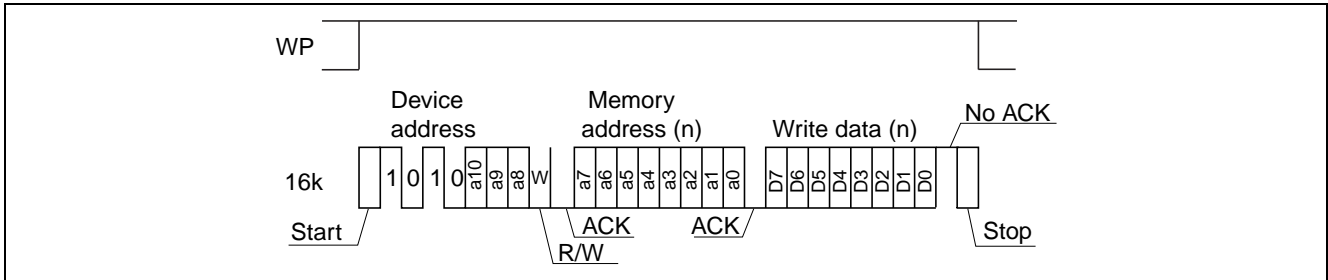 WP
Device
address
Memory
address (n)
Write data (n)
No ACK
16k
1 0 1 0 a10 a9 a8 W a7 a6 a5 a4 a3 a2 a1 a0 D7 D6 D5 D4 D3 D2 D1 D0
Start
ACK
ACK
Stop
R/W